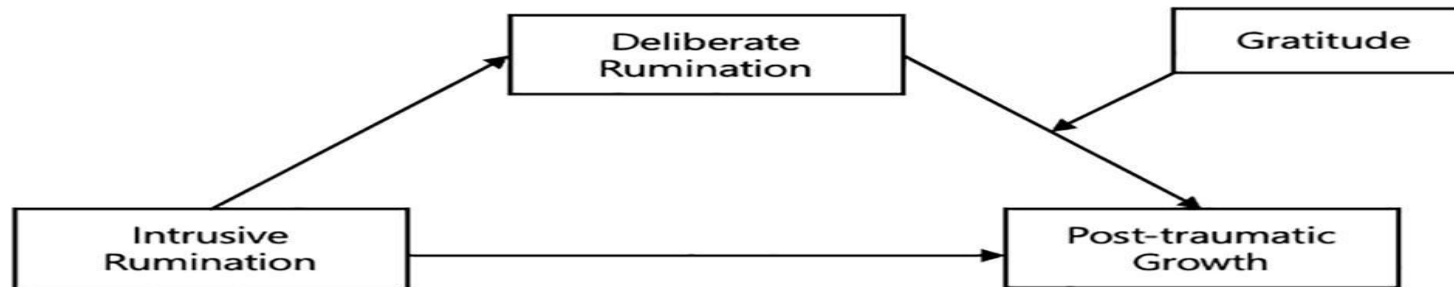 Deliberate
Rumination
Gratitude
Intrusive
Rumination
Post-traumatic
Growth